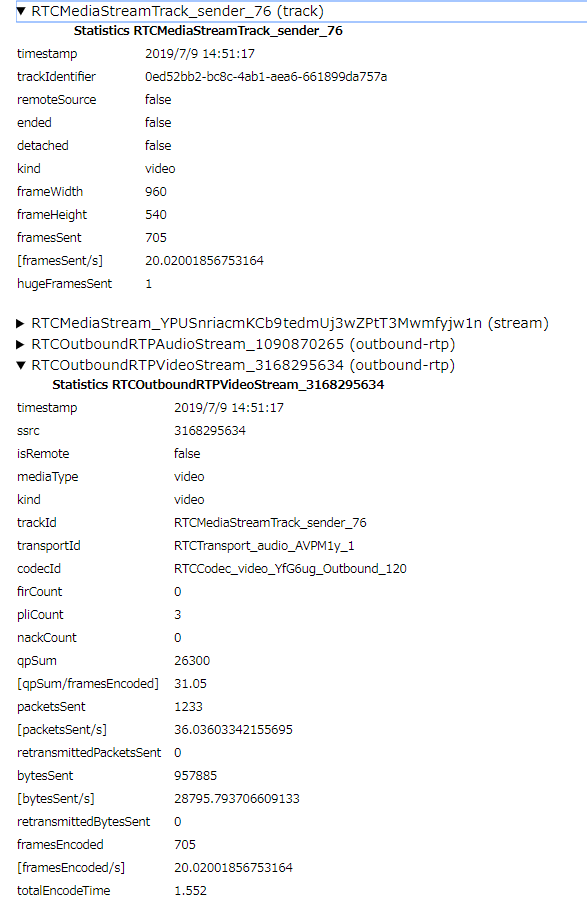 ▼ RTCMediaStreamTrack_sender_76 (track)
Statistics RTCMediaStreamTrack_sender_76
timestamp 2019/7/9 14:51:17
trackIdentifier 0ed52bb2-bc8c-4ab1-aea6-661899da757a
remoteSource false
ended false
detached false
kind video
frameWidth 960
frameHeight 540
framesSent 705
[framesSent/s] 20.02001856753164
hugeFramesSent 1
▶ RTCMediaStream_YPUSnriacmKCb9tedmUj3wZPtT3Mwmfyjw1n (stream)
▶ RTCOutboundRTPAudioStream_1090870265 (outbound-rtp)
▼ RTCOutboundRTPVideoStream_3168295634 (outbound-rtp)
Statistics RTCOutboundRTPVideoStream_3168295634
timestamp 2019/7/9 14:51:17
ssrc 3168295634
isRemote false
mediaType video
kind video
trackId RTCMediaStreamTrack_sender_76
transportId RTCTransport_audio_AVPM1y_1
codecId RTCCodec_video_YfG6ug_Outbound_120
firCount 0
pliCount 3
nackCount 0
qpSum 26300
[qpSum/framesEncoded] 31.05
packetsSent 1233
[packetsSent/s] 36.03603342155695
retransmittedPacketsSent 0
bytesSent 957885
[bytesSent/s] 28795.793706609133
retransmittedBytesSent 0
framesEncoded 705
[framesEncoded/s] 20.02001856753164
totalEncodeTime 1.552